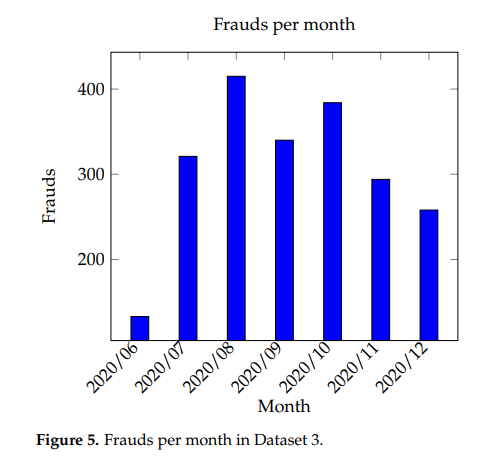 Frauds per month
400
300
200
Frauds
2020/06
2020/07
2020/08
2020/09
2020/10
2020/11
2020/12
Month
Figure 5. Frauds per month in Dataset 3.